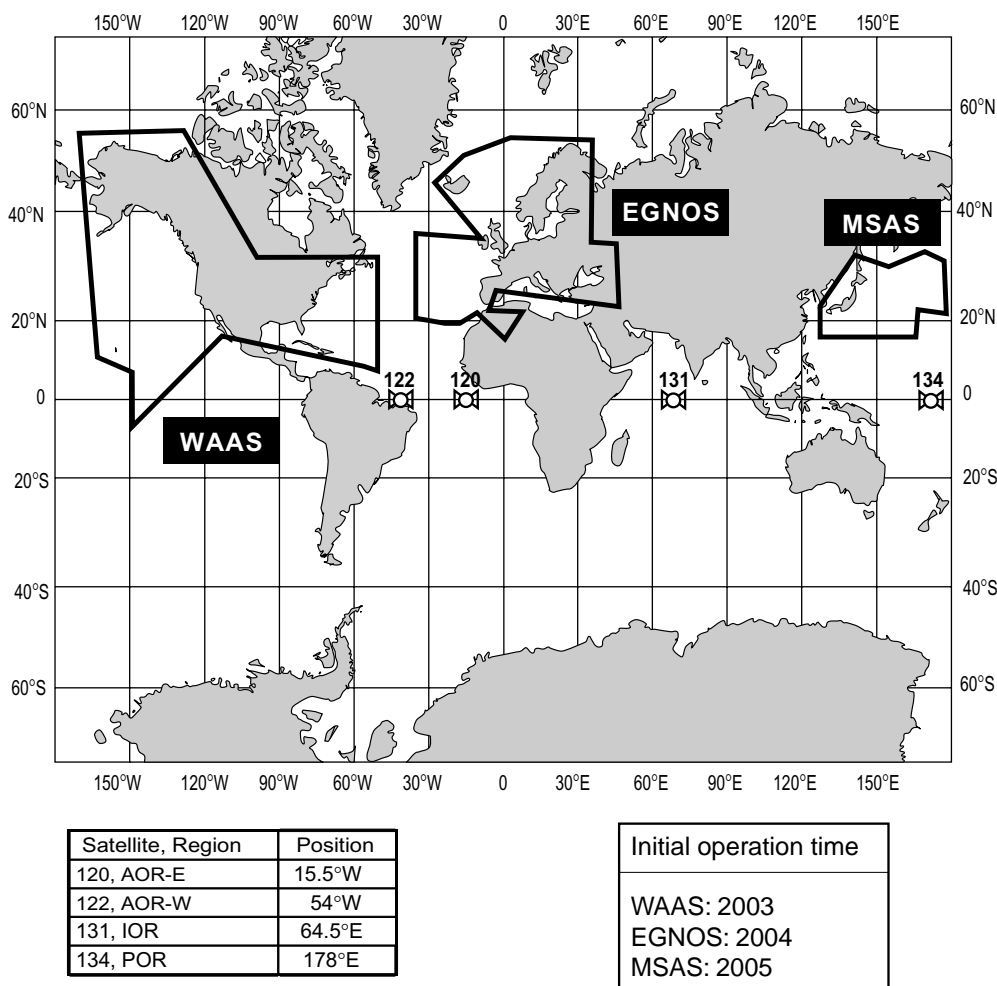 150°W 120°W 90°W 60°W 30°W 0 30°E 60°E 90°E 120°E 150°E
60°N 60°N
EGNOS
MSAS
40°N 40°N
20°N 20°N
122 120 131 134
0 0
WAAS
20°S 20°S
40°S 40°S
60°S 60°S
150°W 120°W 90°W 60°W 30°W 0 30°E 60°E 90°E 120°E 150°E
Satellite, Region Position
120, AOR-E 15.5°W
122, AOR-W 54°W
131, IOR 64.5°E
134, POR 178°E
Initial operation time
WAAS: 2003
EGNOS: 2004
MSAS: 2005